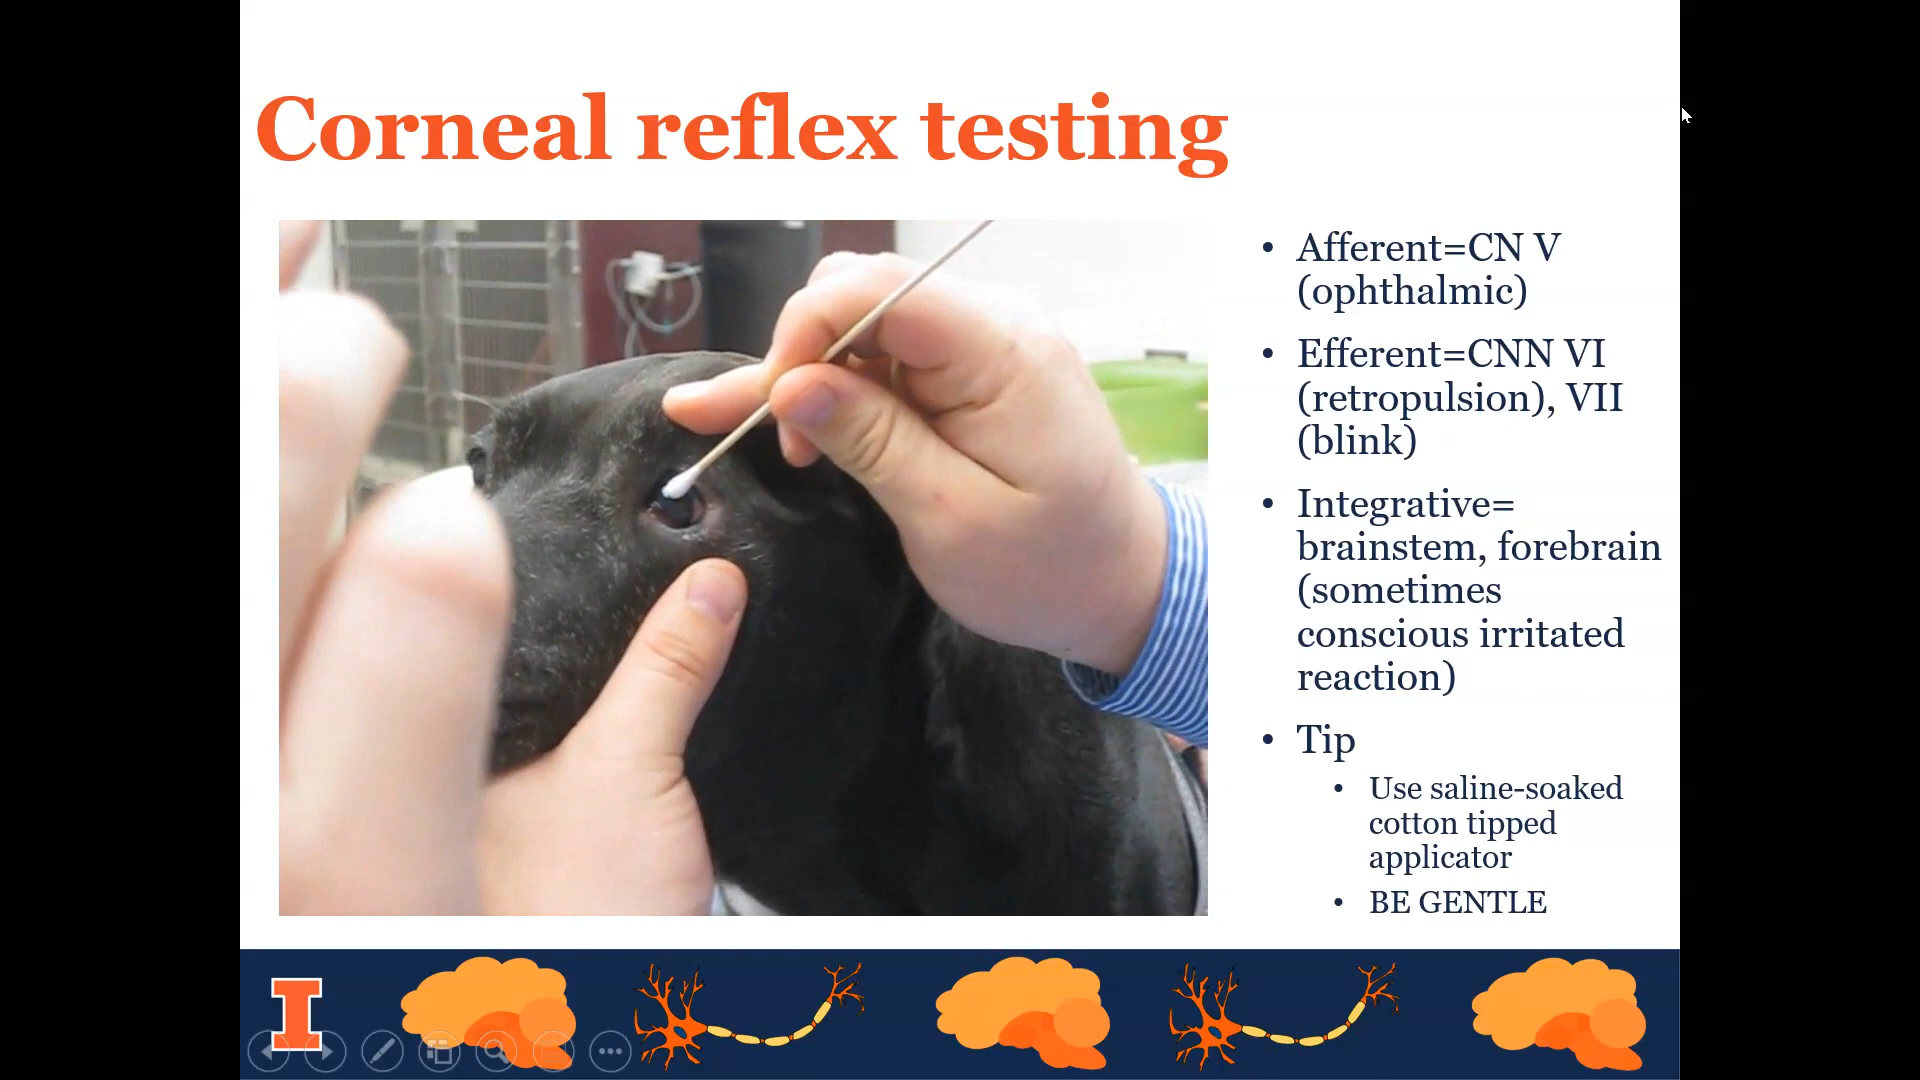 Corneal reflex testing
• Afferent=CN V
(ophthalmic)
• Efferent=CNN VI
(retropulsion), VII
(blink)
• Integrative=
brainstem, forebrain
(sometimes
conscious irritated
reaction)
• Tip
• Use saline-soaked
cotton tipped
applicator
• BE GENTLE
I